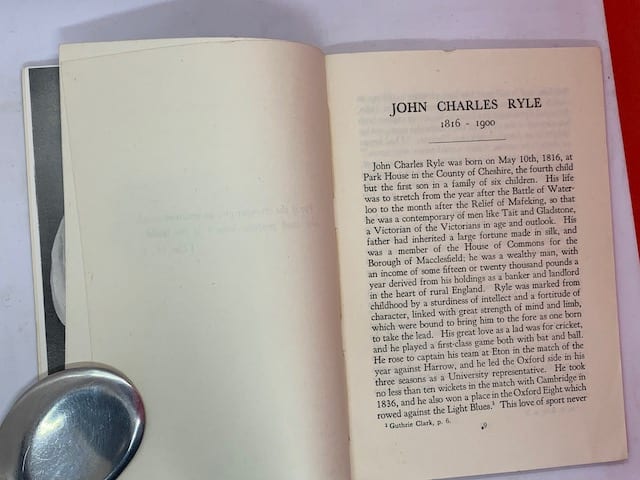 JOHN CHARLES RYLE
1816 - 1900
John Charles Ryle was born on May 10th, 1816, at
Park House in the County of Cheshire, the fourth child
but the first son in a family of six children. His life
was to stretch from the year after the Battle of Water-
loo to the month after the Relief of Mafeking, so that
he was a contemporary of men like Tait and Gladstone,
a Victorian of the Victorians in age and outlook. His
father had inherited a large fortune made in silk, and
was a member of the House of Commons for the
Borough of Macclesfield; he was a wealthy man, with
an income of some fifteen or twenty thousand pounds a
year derived from his holdings as a banker and landlord
in the heart of rural England. Ryle was marked from
childhood by a sturdiness of intellect and a fortitude of
character, linked with great strength of mind and limb,
which were bound to bring him to the fore as one born
to take the lead. His great love as a lad was for cricket,
and he played a first-class game both with bat and ball.
He rose to captain his team at Eton in the match of the
year against Harrow, and he led the Oxford side in his
three seasons as a University representative. He took
no less than ten wickets in the match with Cambridge in
1836, and he also won a place in the Oxford Eight which
rowed against the Light Blues.¹ This love of sport never
¹ Guthrie Clark, p. 6.
9